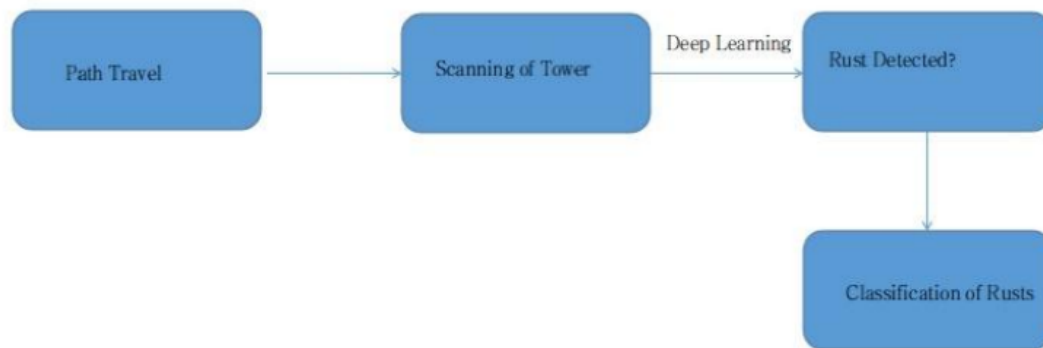 Path Travel
Scanning of Tower
Deep Learning
Rust Detected?
Classification of Rusts